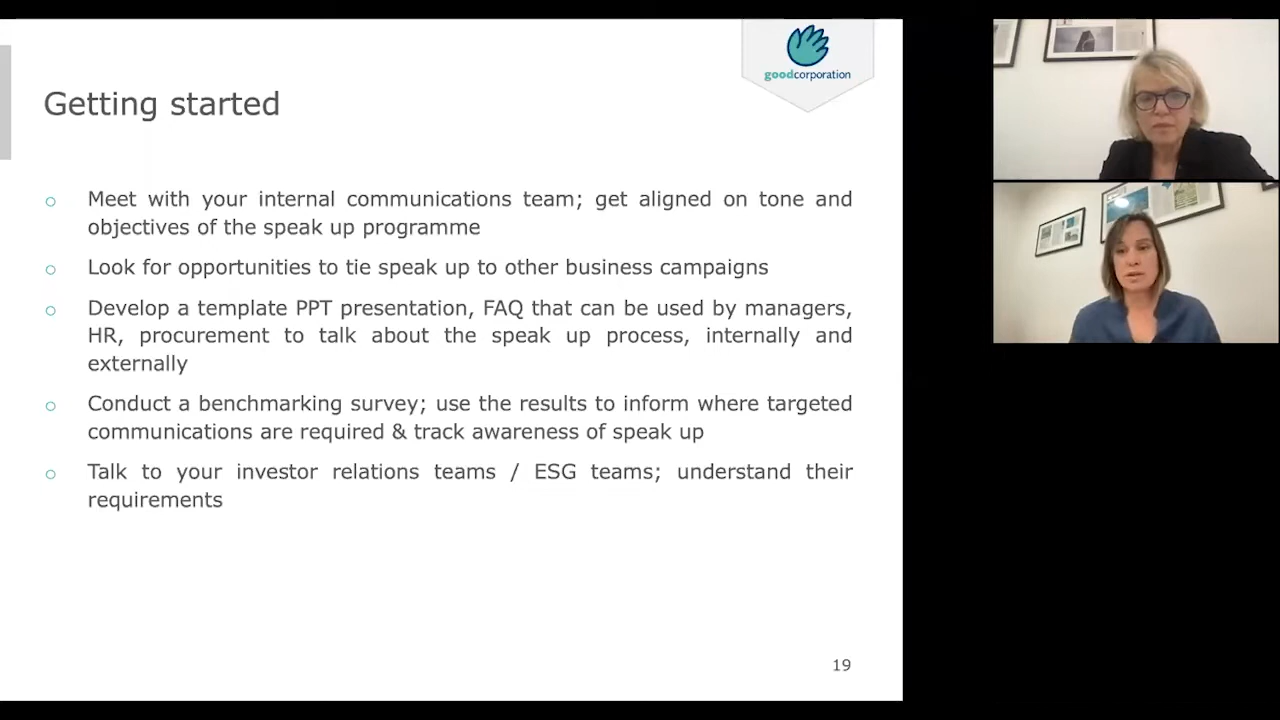 goodcorporation
Getting started
Meet with your internal communications team; get aligned on tone and
objectives of the speak up programme
Look for opportunities to tie speak up to other business campaigns
Develop a template PPT presentation, FAQ that can be used by managers,
HR, procurement to talk about the speak up process, internally and
externally
Conduct a benchmarking survey; use the results to inform where targeted
communications are required & track awareness of speak up
Talk to your investor relations teams / ESG teams; understand their
requirements
19